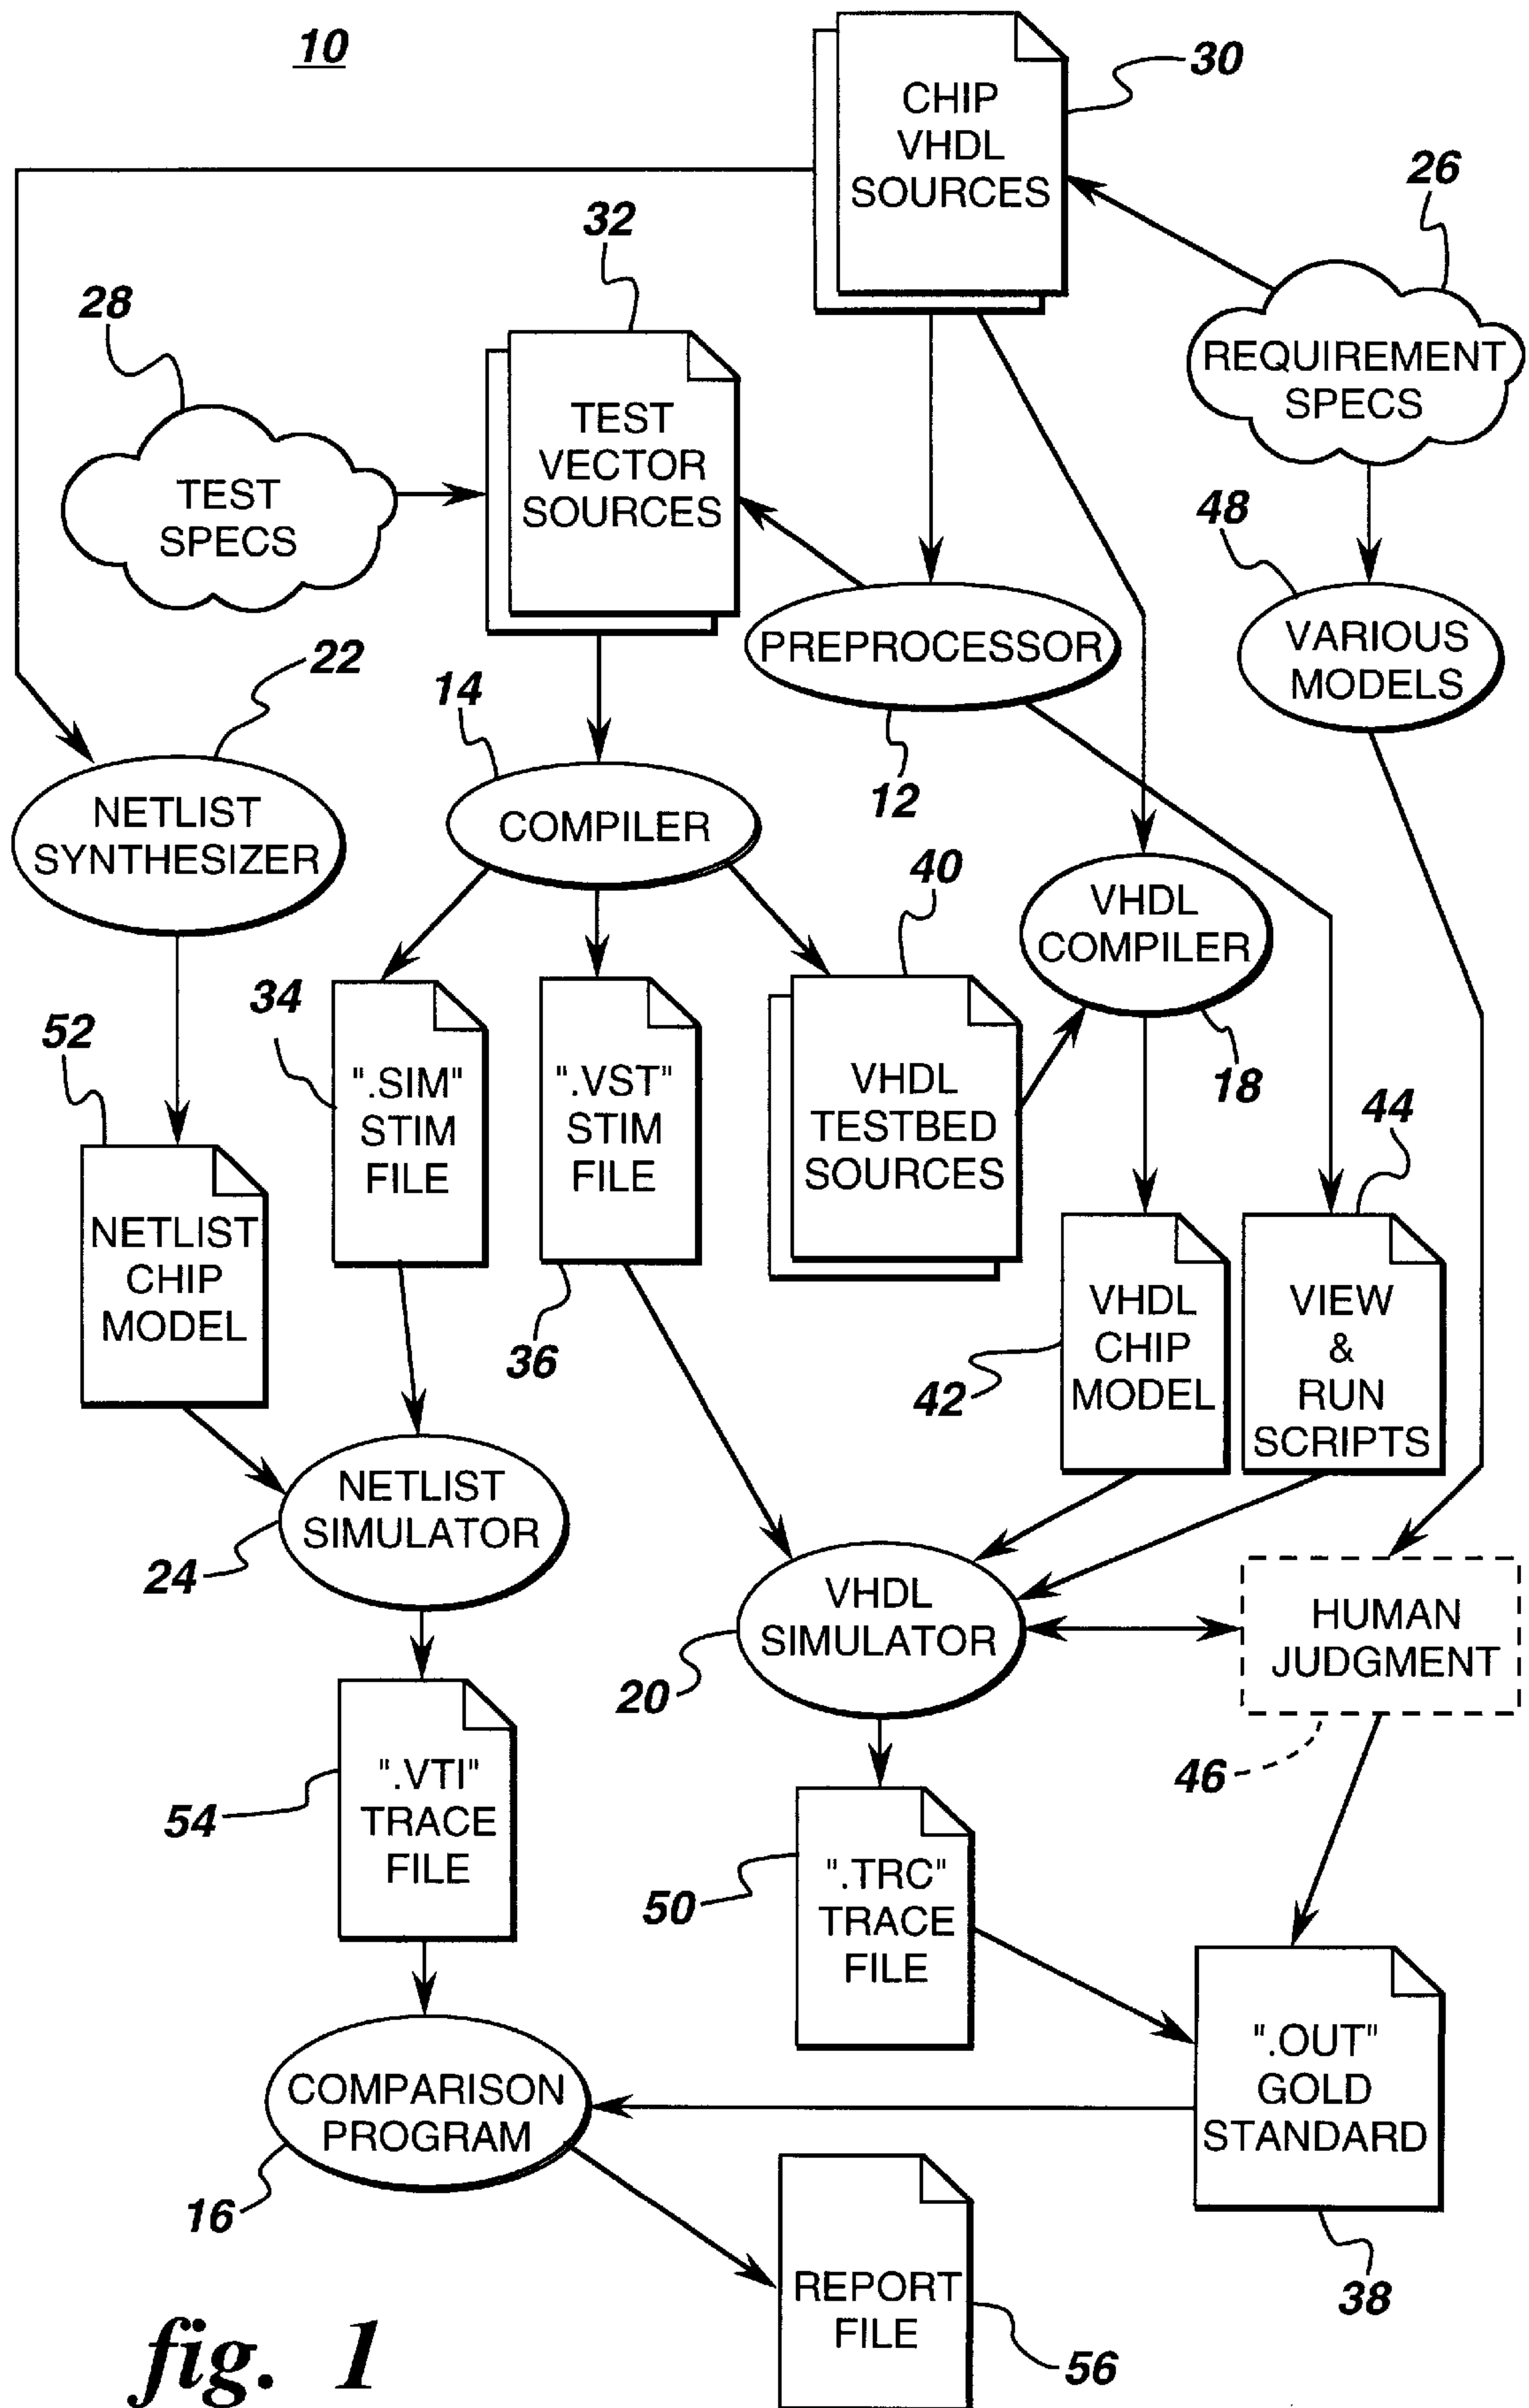 10
30
CHIP
VHDL
SOURCES
26
32
REQUIREMENT
SPECS
28
TEST
VECTOR
SOURCES
TEST
SPECS
48
PREPROCESSOR
VARIOUS
MODELS
22
14
12
NETLIST
SYNTHESIZER
COMPILER
40
VHDL
COMPILER
34
52
18
".SIM"
STIM
FILE
".VST"
STIM
FILE
VHDL
TESTBED
SOURCES
44
NETLIST
CHIP
MODEL
36
42
VHDL
CHIP
MODEL
VIEW
&
RUN
SCRIPTS
NETLIST
SIMULATOR
24
VHDL
SIMULATOR
HUMAN
JUDGMENT
20
46
".VTI"
TRACE
FILE
54
".TRC"
TRACE
FILE
50
".OUT"
GOLD
STANDARD
COMPARISON
PROGRAM
16
38
REPORT
FILE
56
fig. 1